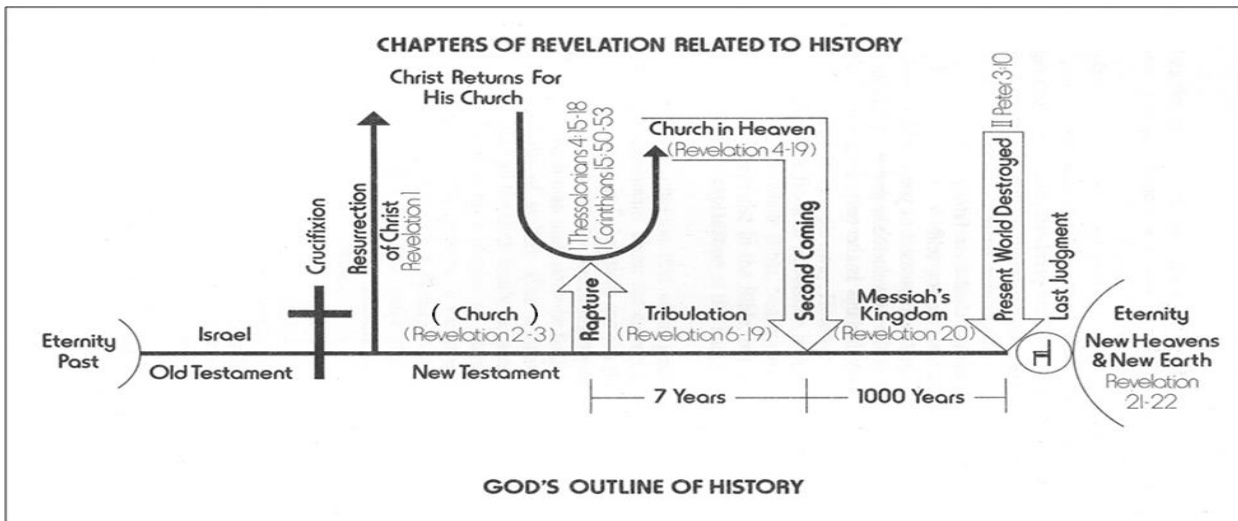 CHAPTERS OF REVELATION RELATED TO HISTORY
Christ Returns For
His Church
I Thessalonians 4:15-18
I Corinthians 15:50-53
Church in Heaven
(Revelation 4-19)
II Peter 3:10
Present World Destroyed
Crucifixion
Resurrection
of Christ
Revelation 1
Rapture
Second Coming
Last Judgment
Eternity
Past
Israel
Old Testament
( Church )
(Revelation 2-3)
New Testament
Tribulation
(Revelation 6-19)
Messiah's
Kingdom
(Revelation 20)
Eternity
New Heavens
& New Earth
Revelation
21-22
7 Years
1000 Years
GOD'S OUTLINE OF HISTORY